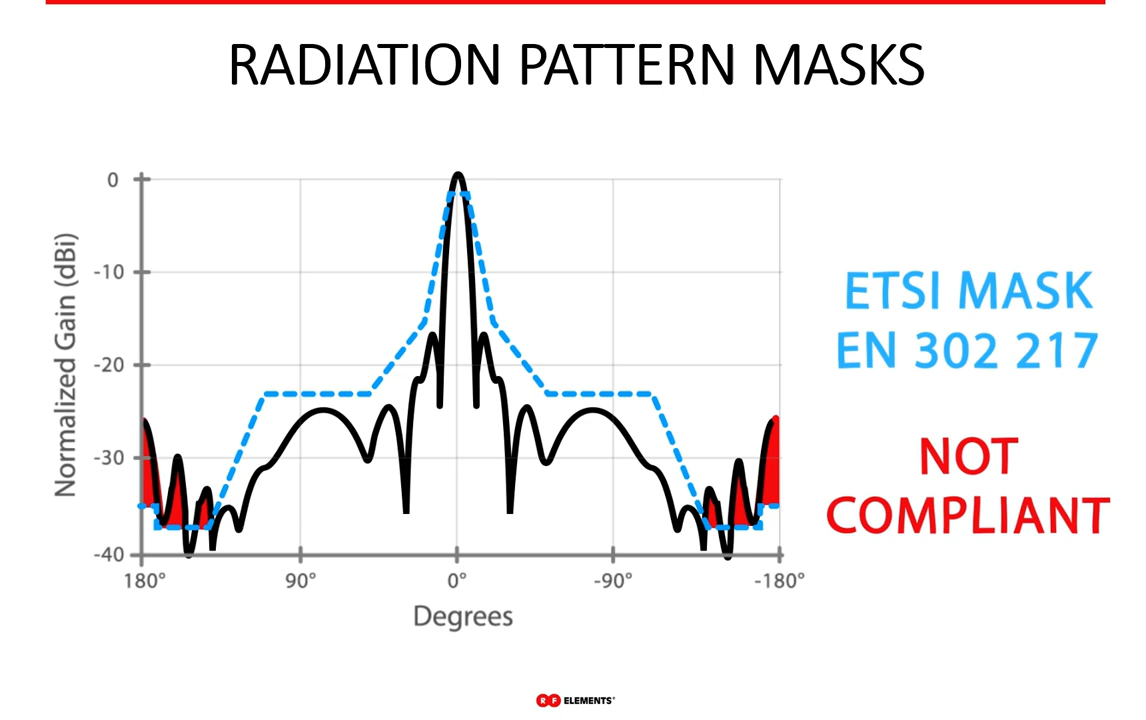 RADIATION PATTERN MASKS
Normalized Gain (dBi)
0
-10
-20
-30
-40
180°
90°
0°
-90°
-180°
Degrees
ETSI MASK
EN 302 217
NOT
COMPLIANT
RF ELEMENTS®